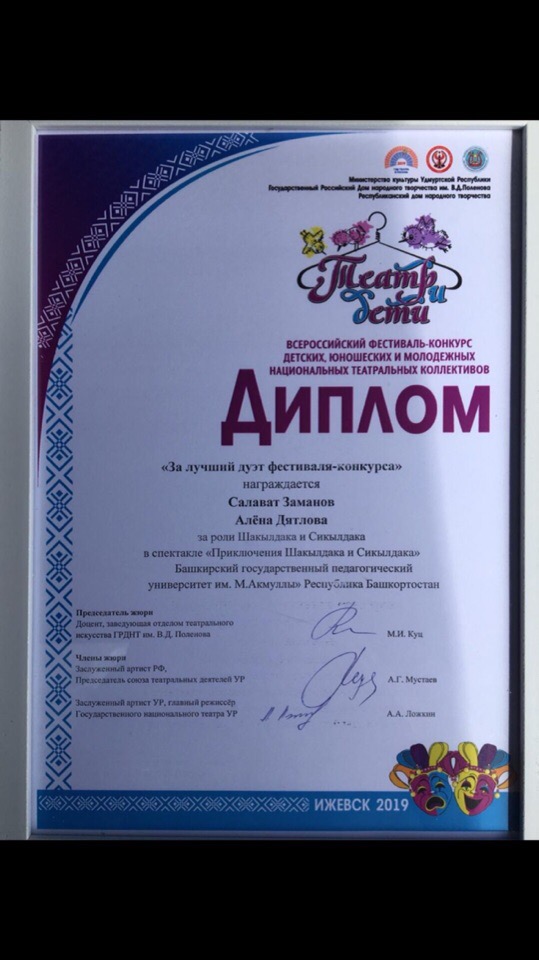 Министерство культуры Удмуртской Республики
Государственный Российский Дом народного творчества им. В.Д.Поленова
Республиканский дом народного творчества
Театр и дети
ВСЕРОССИЙСКИЙ ФЕСТИВАЛЬ-КОНКУРС
ДЕТСКИХ, ЮНОШЕСКИХ И МОЛОДЕЖНЫХ
НАЦИОНАЛЬНЫХ ТЕАТРАЛЬНЫХ КОЛЛЕКТИВОВ
ДИПЛОМ
«За лучший дуэт фестиваля-конкурса»
награждается
Салават Заманов
Алёна Дятлова
за роли Шакылдака и Сикылдака
в спектакле «Приключения Шакылдака и Сикылдака»
Башкирский государственный педагогический
университет им. М.Акмуллы» Республика Башкортостан
Председатель жюри
Доцент, заведующая отделом театрального
искусства ГРДНТ им. В.Д. Поленова
М.И. Куц
Члены жюри
Заслуженный артист РФ,
Председатель союза театральных деятелей УР
А.Г. Мустаев
Заслуженный артист УР, главный режиссёр
Государственного национального театра УР
А.А. Ложкин
ИЖЕВСК 2019